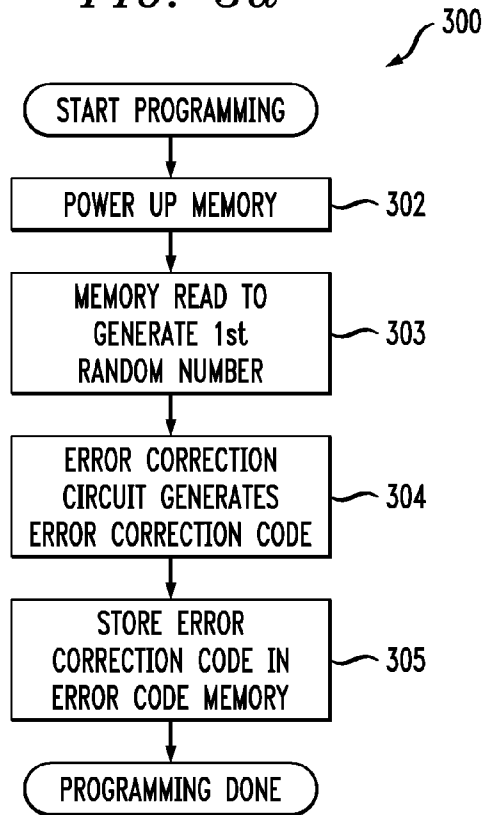 FIG. 3a
300
START PROGRAMMING
POWER UP MEMORY
302
MEMORY READ TO
GENERATE 1st
RANDOM NUMBER
303
ERROR CORRECTION
CIRCUIT GENERATES
ERROR CORRECTION CODE
304
STORE ERROR
CORRECTION CODE IN
ERROR CODE MEMORY
305
PROGRAMMING DONE